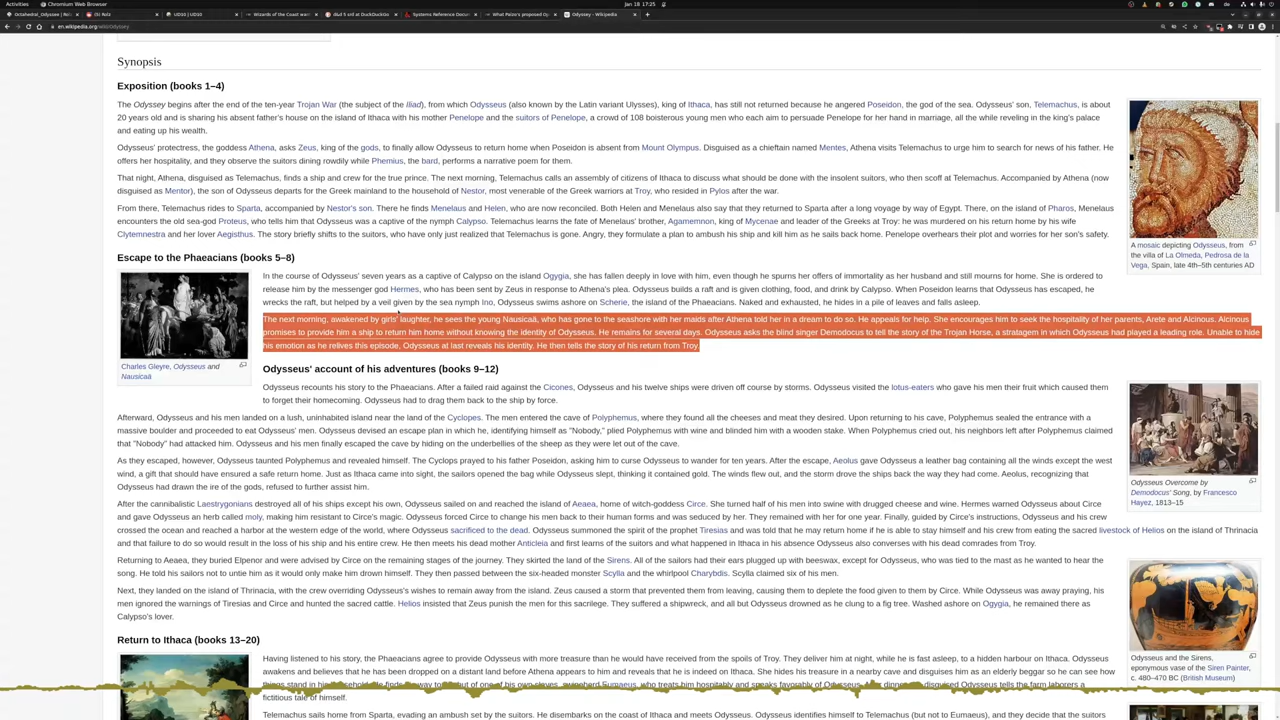 Activities
Chromium Web Browser
Jan 18 17:25
de
Wizards of the Coast wa
d&d 5 srd at DuckDuckGo
Systems Reference Docu
What Paizo's proposed Op
Odyssey - Wikipedia
en.wikipedia.org/wiki/Odyssey
Synopsis
Exposition (books 1–4)
The Odyssey begins after the end of the ten-year Trojan War (the subject of the Iliad), from which Odysseus (also known by the Latin variant Ulysses), king of Ithaca, has still not returned because he angered Poseidon, the god of the sea. Odysseus' son, Telemachus, is about
20 years old and is sharing his absent father's house on the island of Ithaca with his mother Penelope and the suitors of Penelope, a crowd of 108 boisterous young men who each aim to persuade Penelope for her hand in marriage, all the while reveling in the king's palace
and eating up his wealth.
Odysseus' protectress, the goddess Athena, asks Zeus, king of the gods, to finally allow Odysseus to return home when Poseidon is absent from Mount Olympus. Disguised as a chieftain named Mentes, Athena visits Telemachus to urge him to search for news of his father. He
offers her hospitality, and they observe the suitors dining rowdily while Phemius, the bard, performs a narrative poem for them.
That night, Athena, disguised as Telemachus, finds a ship and crew for the true prince. The next morning, Telemachus calls an assembly of citizens of Ithaca to discuss what should be done with the insolent suitors, who then scoff at Telemachus. Accompanied by Athena (now
disguised as Mentor), the son of Odysseus departs for the Greek mainland to the household of Nestor, most venerable of the Greek warriors at Troy, who resided in Pylos after the war.
From there, Telemachus rides to Sparta, accompanied by Nestor's son. There he finds Menelaus and Helen, who are now reconciled. Both Helen and Menelaus also say that they returned to Sparta after a long voyage by way of Egypt. There, on the island of Pharos, Menelaus
encounters the old sea-god Proteus, who tells him that Odysseus was a captive of the nymph Calypso. Telemachus learns the fate of Menelaus' brother, Agamemnon, king of Mycenae and leader of the Greeks at Troy: he was murdered on his return home by his wife
Clytemnestra and her lover Aegisthus. The story briefly shifts to the suitors, who have only just realized that Telemachus is gone. Angry, they formulate a plan to ambush his ship and kill him as he sails back home. Penelope overhears their plot and worries for her son's safety.
A mosaic depicting Odysseus, from
the villa of La Olmeda, Pedrosa de la
Vega, Spain, late 4th–5th centuries AD
Escape to the Phaeacians (books 5–8)
In the course of Odysseus' seven years as a captive of Calypso on the island Ogygia, she has fallen deeply in love with him, even though he spurns her offers of immortality as her husband and still mourns for home. She is ordered to
release him by the messenger god Hermes, who has been sent by Zeus in response to Athena's plea. Odysseus builds a raft and is given clothing, food, and drink by Calypso. When Poseidon learns that Odysseus has escaped, he
wrecks the raft, but helped by a veil given by the sea nymph Ino, Odysseus swims ashore on Scherie, the island of the Phaeacians. Naked and exhausted, he hides in a pile of leaves and falls asleep.
The next morning, awakened by girls' laughter, he sees the young Nausicaä, who has gone to the seashore with her maids after Athena told her in a dream to do so. He appeals for help. She encourages him to seek the hospitality of her parents, Arete and Alcinous. Alcinous
promises to provide him a ship to return him home without knowing the identity of Odysseus. He remains for several days. Odysseus asks the blind singer Demodocus to tell the story of the Trojan Horse, a stratagem in which Odysseus had played a leading role. Unable to hide
his emotion as he relives this episode, Odysseus at last reveals his identity. He then tells the story of his return from Troy.
Charles Gleyre, Odysseus and
Nausicaä
Odysseus' account of his adventures (books 9–12)
Odysseus recounts his story to the Phaeacians. After a failed raid against the Cicones, Odysseus and his twelve ships were driven off course by storms. Odysseus visited the lotus-eaters who gave his men their fruit which caused them
to forget their homecoming. Odysseus had to drag them back to the ship by force.
Afterward, Odysseus and his men landed on a lush, uninhabited island near the land of the Cyclopes. The men entered the cave of Polyphemus, where they found all the cheeses and meat they desired. Upon returning to his cave, Polyphemus sealed the entrance with a
massive boulder and proceeded to eat Odysseus' men. Odysseus devised an escape plan in which he, identifying himself as "Nobody," plied Polyphemus with wine and blinded him with a wooden stake. When Polyphemus cried out, his neighbors left after Polyphemus claimed
that "Nobody" had attacked him. Odysseus and his men finally escaped the cave by hiding on the underbellies of the sheep as they were let out of the cave.
As they escaped, however, Odysseus taunted Polyphemus and revealed himself. The Cyclops prayed to his father Poseidon, asking him to curse Odysseus to wander for ten years. After the escape, Aeolus gave Odysseus a leather bag containing all the winds except the west
wind, a gift that should have ensured a safe return home. Just as Ithaca came into sight, the sailors opened the bag while Odysseus slept, thinking it contained gold. The winds flew out, and the storm drove the ships back the way they had come. Aeolus, recognizing that
Odysseus had drawn the ire of the gods, refused to further assist him.
Odysseus Overcome by
Demodocus' Song, by Francesco
Hayez, 1813–15
After the cannibalistic Laestrygonians destroyed all of his ships except his own, Odysseus sailed on and reached the island of Aeaea, home of witch-goddess Circe. She turned half of his men into swine with drugged cheese and wine. Hermes warned Odysseus about Circe
and gave Odysseus an herb called moly, making him resistant to Circe's magic. Odysseus forced Circe to change his men back to their human forms and was seduced by her. They remained with her for one year. Finally, guided by Circe's instructions, Odysseus and his crew
crossed the ocean and reached a harbor at the western edge of the world, where Odysseus sacrificed to the dead. Odysseus summoned the spirit of the prophet Tiresias and was told that he may return home if he is able to stay himself and his crew from eating the sacred livestock of Helios on the island of Thrinacia
and that failure to do so would result in the loss of his ship and his entire crew. He then meets his dead mother Anticleia and first learns of the suitors and what happened in Ithaca in his absence Odysseus also converses with his dead comrades from Troy.
Returning to Aeaea, they buried Elpenor and were advised by Circe on the remaining stages of the journey. They skirted the land of the Sirens. All of the sailors had their ears plugged up with beeswax, except for Odysseus, who was tied to the mast as he wanted to hear the
song. He told his sailors not to untie him as it would only make him drown himself. They then passed between the six-headed monster Scylla and the whirlpool Charybdis. Scylla claimed six of his men.
Next, they landed on the island of Thrinacia, with the crew overriding Odysseus's wishes to remain away from the island. Zeus caused a storm that prevented them from leaving, causing them to deplete the food given to them by Circe. While Odysseus was away praying, his
men ignored the warnings of Tiresias and Circe and hunted the sacred cattle. Helios insisted that Zeus punish the men for this sacrilege. They suffered a shipwreck, and all but Odysseus drowned as he clung to a fig tree. Washed ashore on Ogygia, he remained there as
Calypso's lover.
Odysseus and the Sirens,
eponymous vase of the Siren Painter,
c. 480–470 BC (British Museum)
Return to Ithaca (books 13–20)
Having listened to his story, the Phaeacians agree to provide Odysseus with more treasure than he would have received from the spoils of Troy. They deliver him at night, while he is fast asleep, to a hidden harbour on Ithaca. Odysseus
awakens and believes that he has been dropped on a distant land before Athena appears to him and reveals that he is indeed on Ithaca. She hides his treasure in a nearby cave and disguises him as an elderly beggar so he can see how
fictitious tale of himself.
Telemachus sails home from Sparta, evading an ambush set by the suitors. He disembarks on the coast of Ithaca and meets Odysseus. Odysseus identifies himself to Telemachus (but not to Eumaeus), and they decide that the suitors